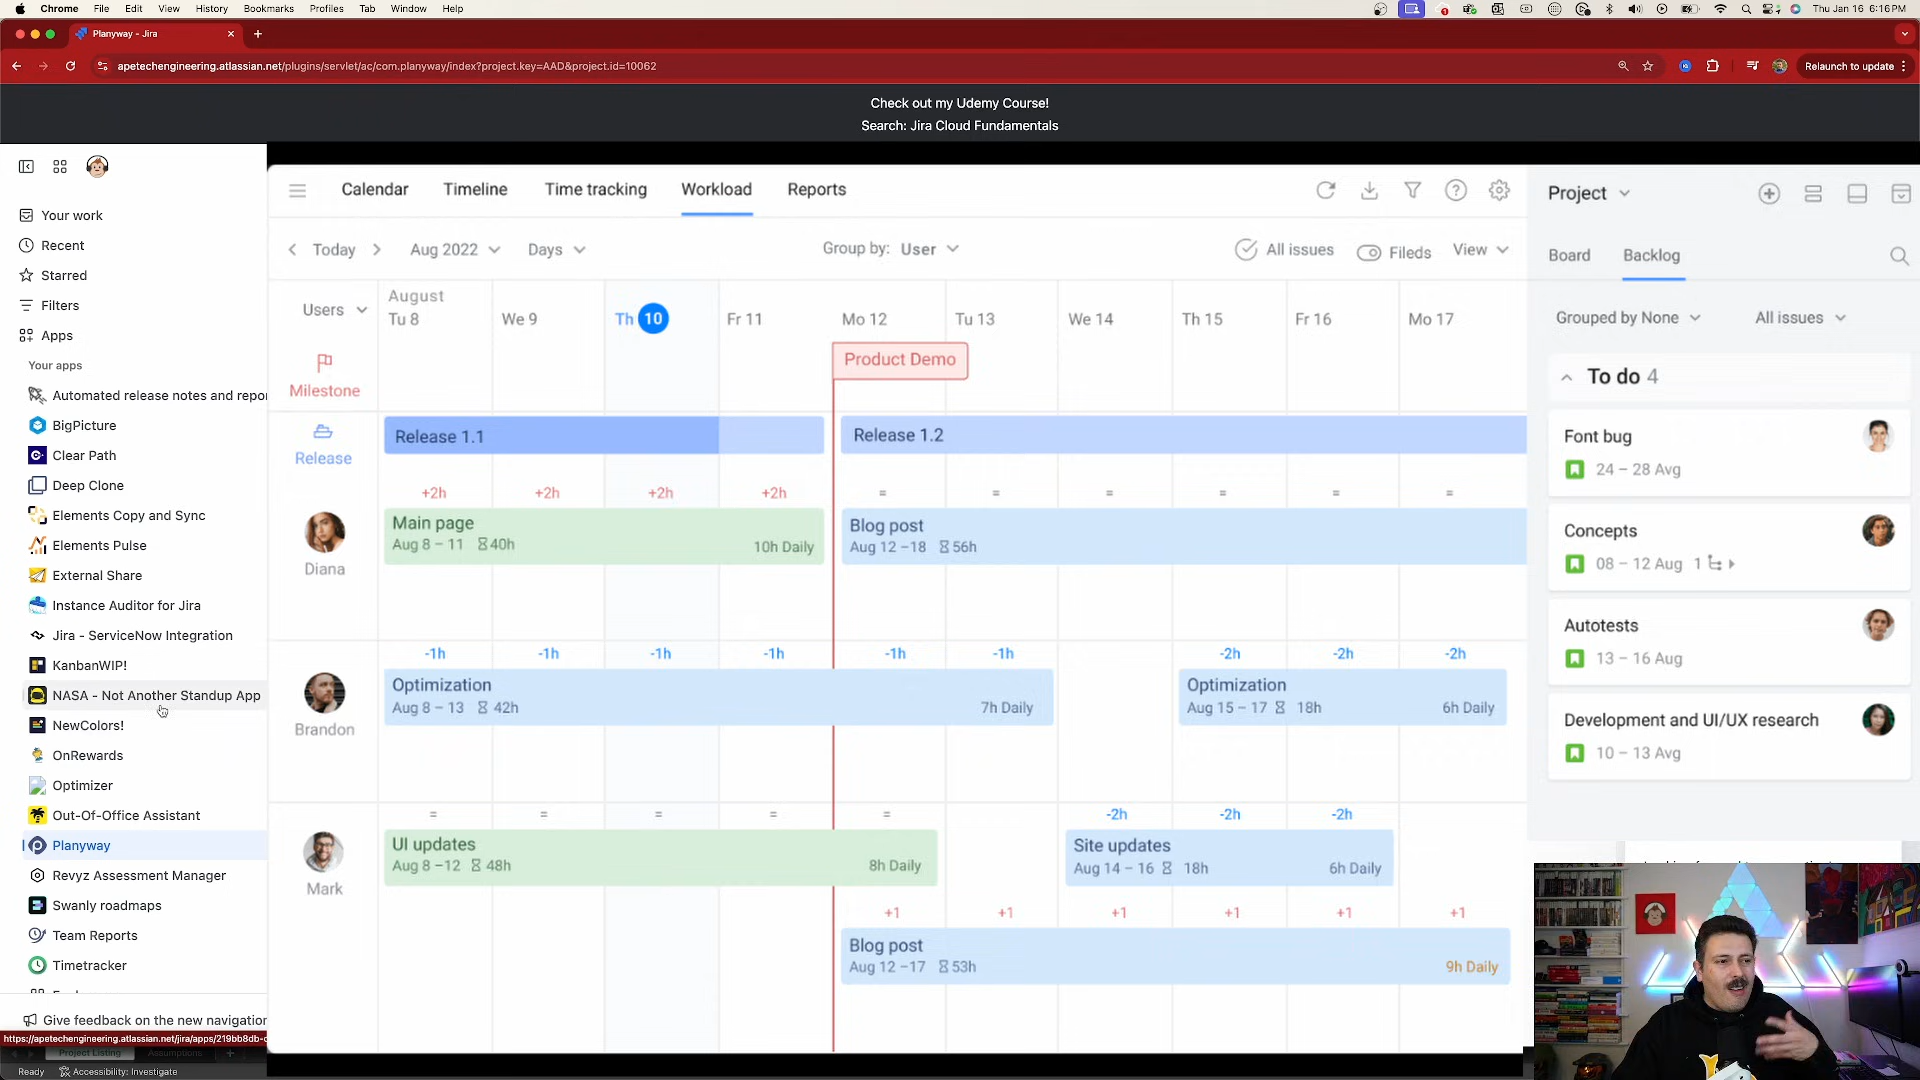 Chrome File Edit View History Bookmarks Profiles Tab Window Help
Thu Jan 16 6:16 PM
Planyway - Jira
apetechengineering.atlassian.net/plugins/servlet/ac/com.planyway/index?project.key=AAD&project.id=10062
Relaunch to update
Check out my Udemy Course!
Search: Jira Cloud Fundamentals
Your work
Recent
Starred
Filters
Apps
Your apps
Automated release notes and repor
BigPicture
Clear Path
Deep Clone
Elements Copy and Sync
Elements Pulse
External Share
Instance Auditor for Jira
Jira - ServiceNow Integration
KanbanWIP!
NASA - Not Another Standup App
NewColors!
OnRewards
Optimizer
Out-Of-Office Assistant
Planyway
Revyz Assessment Manager
Swanly roadmaps
Team Reports
Timetracker
Give feedback on the new navigation
https://apetechengineering.atlassian.net/jira/apps/219bb8db-
Project Listing Assumptions
Ready Accessibility: Investigate
Calendar Timeline Time tracking Workload Reports
Today Aug 2022 Days Group by: User All issues Fileds View
Users
August
Tu 8 We 9 Th 10 Fr 11 Mo 12 Tu 13 We 14 Th 15 Fr 16 Mo 17
Milestone
Product Demo
Release
Release 1.1 Release 1.2
+2h +2h +2h +2h = = = = = =
Diana
Main page
Aug 8 – 11 40h 10h Daily
Blog post
Aug 12 –18 56h
-1h -1h -1h -1h -1h -1h -2h -2h -2h
Brandon
Optimization
Aug 8 – 13 42h 7h Daily
Optimization
Aug 15 – 17 18h 6h Daily
= = = = = -2h -2h -2h
Mark
UI updates
Aug 8 –12 48h 8h Daily
Site updates
Aug 14 – 16 18h 6h Daily
+1 +1 +1 +1 +1 +1
Blog post
Aug 12 –17 53h 9h Daily
Project
Board Backlog
Grouped by None All issues
To do 4
Font bug
24 – 28 Avg
Concepts
08 – 12 Aug 1
Autotests
13 – 16 Aug
Development and UI/UX research
10 – 13 Avg